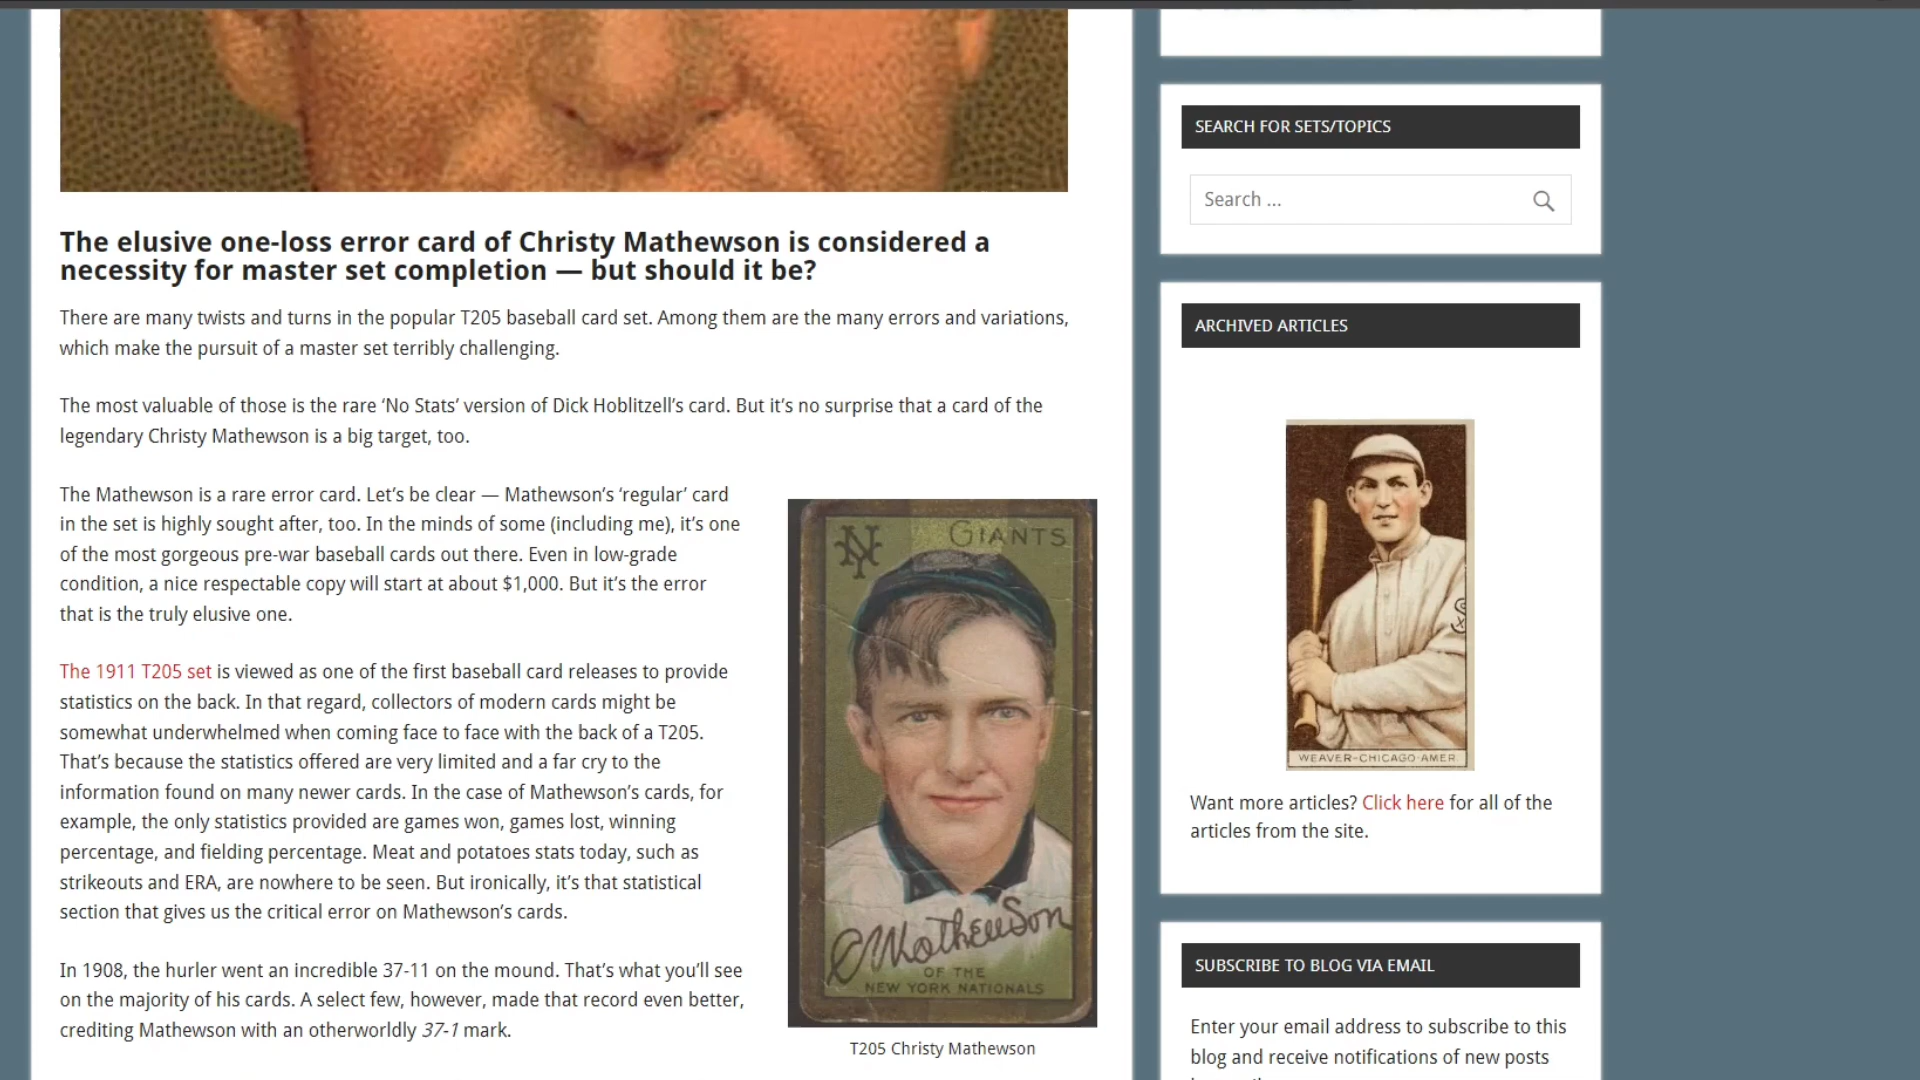 The elusive one-loss error card of Christy Mathewson is considered a
necessity for master set completion — but should it be?
There are many twists and turns in the popular T205 baseball card set. Among them are the many errors and variations,
which make the pursuit of a master set terribly challenging.
The most valuable of those is the rare ‘No Stats’ version of Dick Hoblitzell’s card. But it’s no surprise that a card of the
legendary Christy Mathewson is a big target, too.
The Mathewson is a rare error card. Let’s be clear — Mathewson’s ‘regular’ card
in the set is highly sought after, too. In the minds of some (including me), it’s one
of the most gorgeous pre-war baseball cards out there. Even in low-grade
condition, a nice respectable copy will start at about $1,000. But it’s the error
that is the truly elusive one.
The 1911 T205 set is viewed as one of the first baseball card releases to provide
statistics on the back. In that regard, collectors of modern cards might be
somewhat underwhelmed when coming face to face with the back of a T205.
That’s because the statistics offered are very limited and a far cry to the
information found on many newer cards. In the case of Mathewson’s cards, for
example, the only statistics provided are games won, games lost, winning
percentage, and fielding percentage. Meat and potatoes stats today, such as
strikeouts and ERA, are nowhere to be seen. But ironically, it’s that statistical
section that gives us the critical error on Mathewson’s cards.
In 1908, the hurler went an incredible 37-11 on the mound. That’s what you’ll see
on the majority of his cards. A select few, however, made that record even better,
crediting Mathewson with an otherworldly 37-1 mark.
NY
GIANTS
C Mathewson
OF THE
NEW YORK NATIONALS
T205 Christy Mathewson
SEARCH FOR SETS/TOPICS
Search ...
ARCHIVED ARTICLES
WEAVER-CHICAGO-AMER.
Want more articles? Click here for all of the
articles from the site.
SUBSCRIBE TO BLOG VIA EMAIL
Enter your email address to subscribe to this
blog and receive notifications of new posts